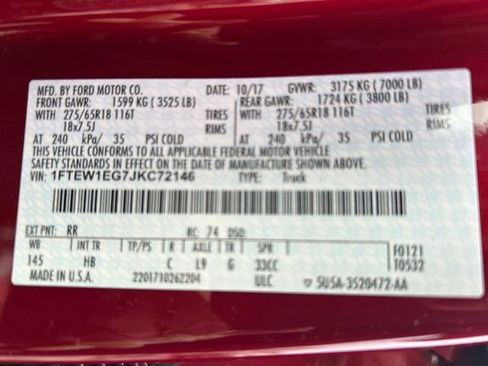 MFD. BY FORD MOTOR CO. DATE: 10/17 GVWR: 3175 KG ( 7000 LB)
FRONT GAWR: 1599 KG ( 3525 LB) REAR GAWR: 1724 KG ( 3800 LB)
WITH 275/65R18 116T TIRES WITH 275/65R18 116T TIRES
18x7.5J RIMS 18x7.5J RIMS
AT 240 kPa/ 35 PSI COLD AT 240 kPa/ 35 PSI COLD
THIS VEHICLE CONFORMS TO ALL APPLICABLE FEDERAL MOTOR VEHICLE
SAFETY STANDARDS IN EFFECT ON THE DATE OF MANUFACTURE SHOWN ABOVE.
VIN: 1FTEW1EG7JKC72146 TYPE: Truck
EXT PNT: RR RC: 74 DSO:
WB INT TR TP/PS R AXLE TR SPR F0121
145 HB C L9 G 33CC T0532
MADE IN U.S.A. 2201710262204 ULC 5U5A-3520472-AA